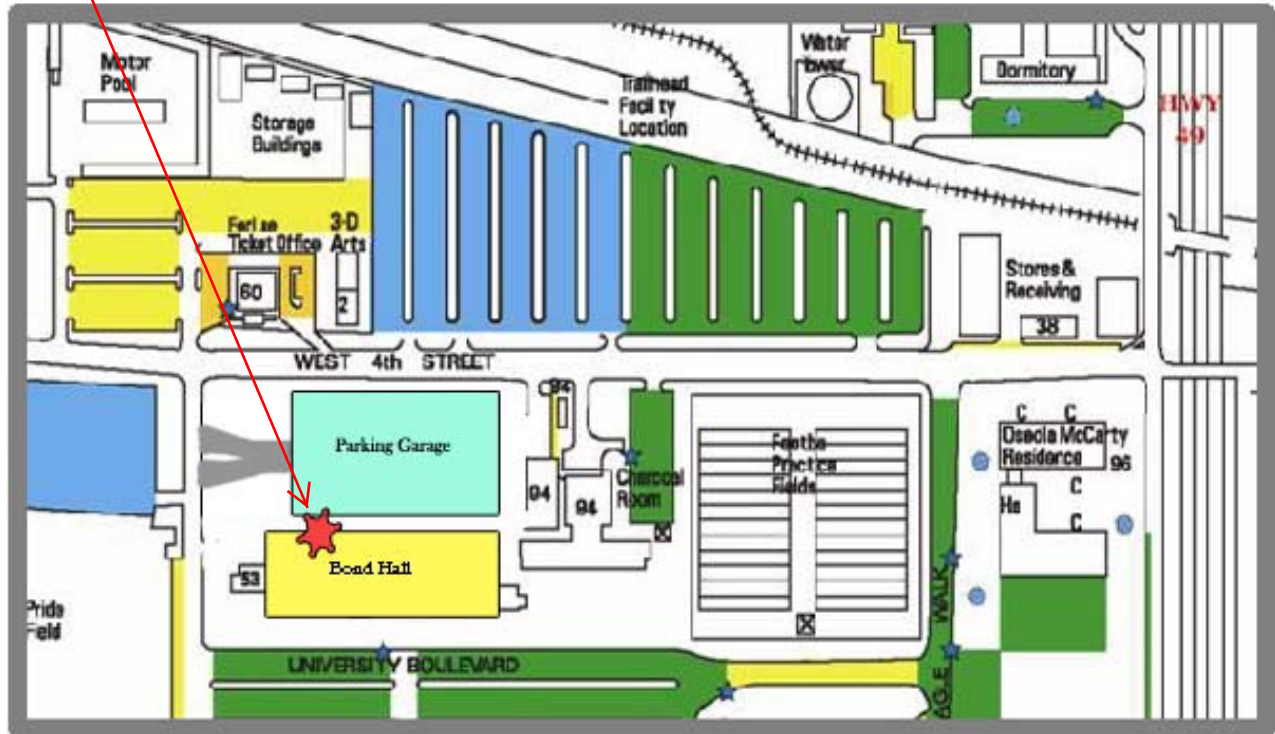 Motor
Pool
Storage
Buildings
Trailhead
Facility
Location
Water
Tower
Dormitory
HWY
49
Ticket Office
3-D
Arts
60
2
Stores &
Receiving
38
WEST 4th STREET
94
Parking Garage
Charcoal
Room
94
94
Practice
Fields
C C
Osceola McCarty
Residence 96
C
C
Bond Hall
53
Pride
Field
WALK
UNIVERSITY BOULEVARD